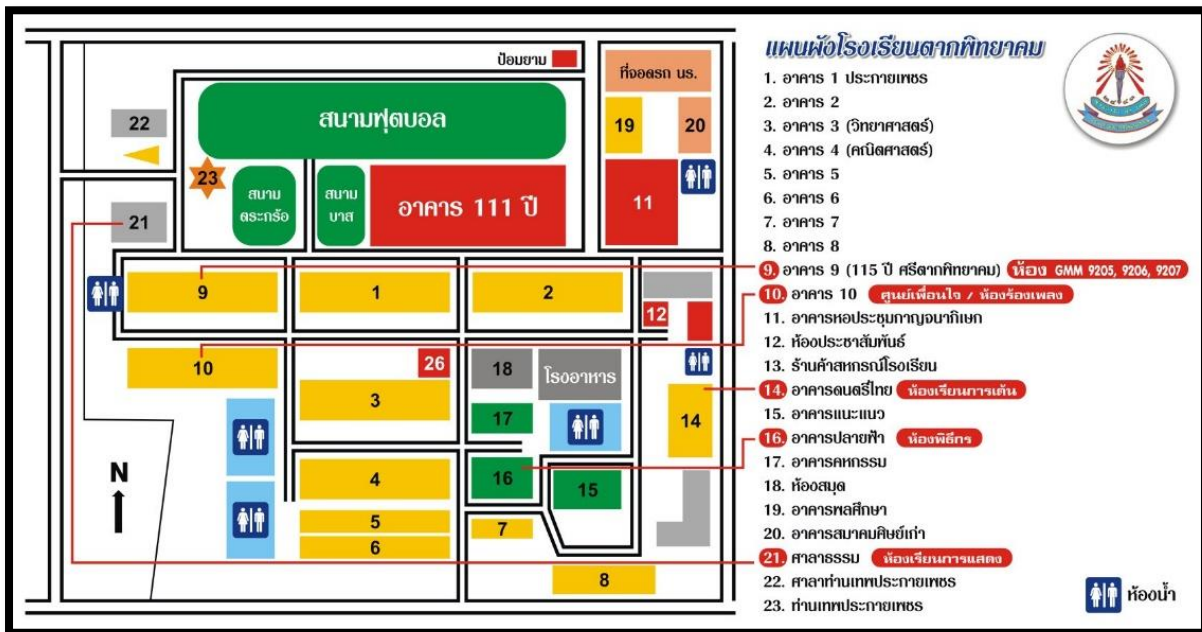 ป้อมยาม
ที่จอดรถ นร.
สนามฟุตบอล
22
19
20
23
สนาม
ตระกร้อ
สนาม
บาส
อาคาร 111 ปี
11
21
9
1
2
12
10
26
18
โรงอาหาร
3
17
14
4
16
15
N
5
7
6
8
แผนผังโรงเรียนตากพิทยาคม
1. อาคาร 1 ประกายเพชร
2. อาคาร 2
3. อาคาร 3 (วิทยาศาสตร์)
4. อาคาร 4 (คณิตศาสตร์)
5. อาคาร 5
6. อาคาร 6
7. อาคาร 7
8. อาคาร 8
9. อาคาร 9 (115 ปี ศรีตากพิทยาคม) ห้อง GMM 9205, 9206, 9207
10. อาคาร 10 ศูนย์เพื่อนใจ / ห้องร้องเพลง
11. อาคารหอประชุมกาญจนาภิเษก
12. ห้องประชาสัมพันธ์
13. ร้านค้าสหกรณ์โรงเรียน
14. อาคารดนตรีไทย ห้องเรียนการเต้น
15. อาคารแนะแนว
16. อาคารปลายฟ้า ห้องพิธีกร
17. อาคารคหกรรม
18. ห้องสมุด
19. อาคารพลศึกษา
20. อาคารสมาคมศิษย์เก่า
21. ศาลาธรรม ห้องเรียนการแสดง
22. ศาลาท่านเทพประกายเพชร
23. ท่านเทพประกายเพชร
ห้องน้ำ